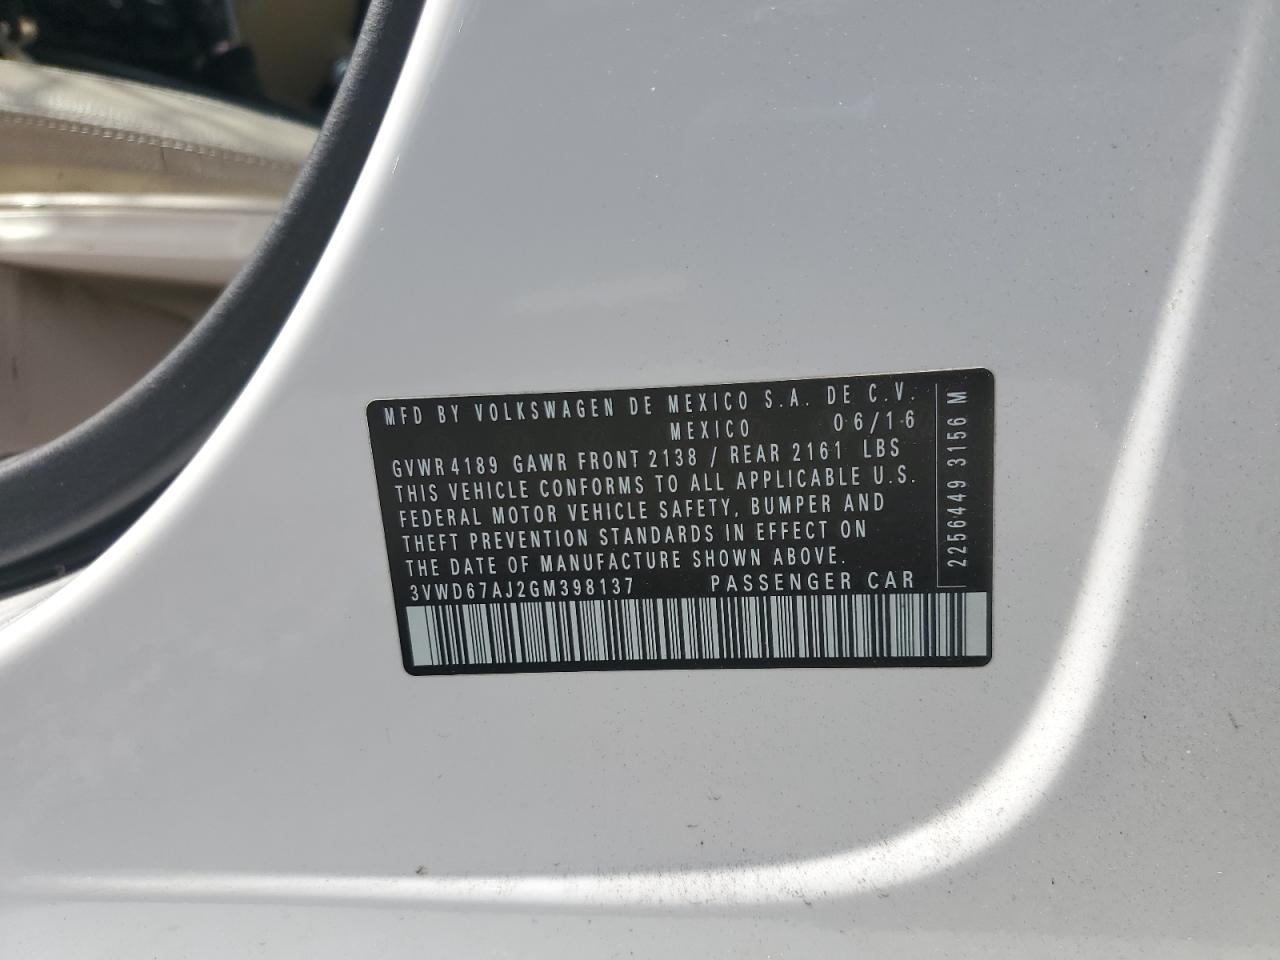 MFD BY VOLKSWAGEN DE MEXICO S.A. DE C.V.
MEXICO 06/16
GVWR 4189 GAWR FRONT 2138 / REAR 2161 LBS
THIS VEHICLE CONFORMS TO ALL APPLICABLE U.S.
FEDERAL MOTOR VEHICLE SAFETY, BUMPER AND
THEFT PREVENTION STANDARDS IN EFFECT ON
THE DATE OF MANUFACTURE SHOWN ABOVE.
3VWD67AJ2GM398137 PASSENGER CAR
2256449 3156 M